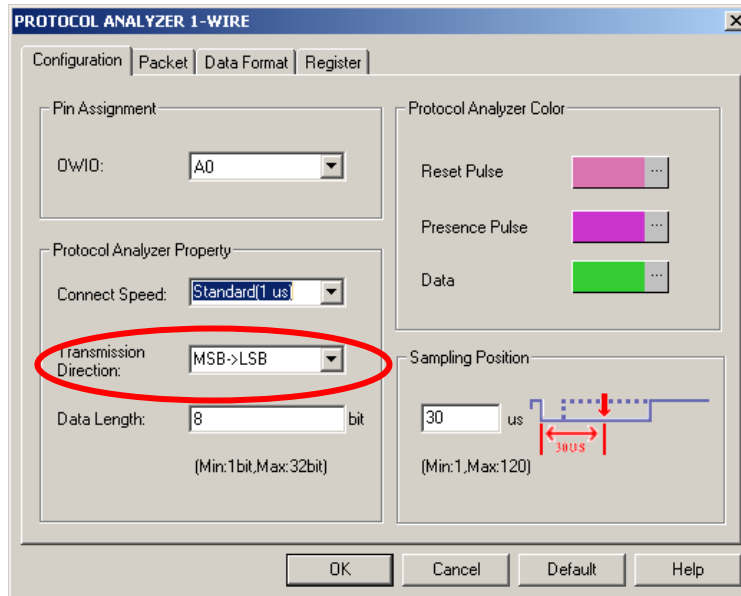 PROTOCOL ANALYZER 1-WIRE
Configuration
Packet
Data Format
Register
Pin Assignment
OWIO:
A0
Protocol Analyzer Property
Connect Speed:
Standard(1 us)
Transmission
Direction:
MSB->LSB
Data Length:
8
bit
(Min:1bit,Max:32bit)
Protocol Analyzer Color
Reset Pulse
...
Presence Pulse
...
Data
...
Sampling Position
30
us
30US
(Min:1,Max:120)
OK
Cancel
Default
Help